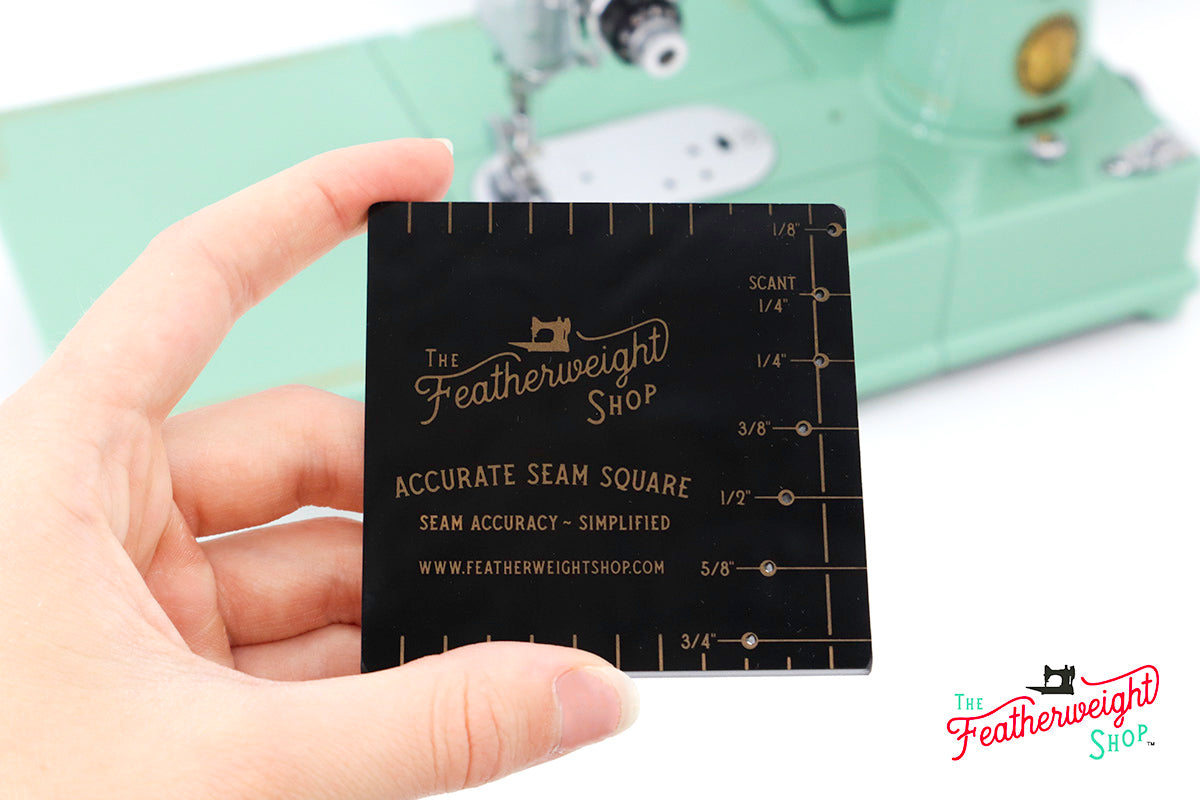 1/8"
SCANT
1/4"
1/4"
3/8"
1/2"
5/8"
3/4"
THE
Featherweight
SHOP
ACCURATE SEAM SQUARE
SEAM ACCURACY ~ SIMPLIFIED
WWW.FEATHERWEIGHTSHOP.COM
THE
Featherweight
SHOP™